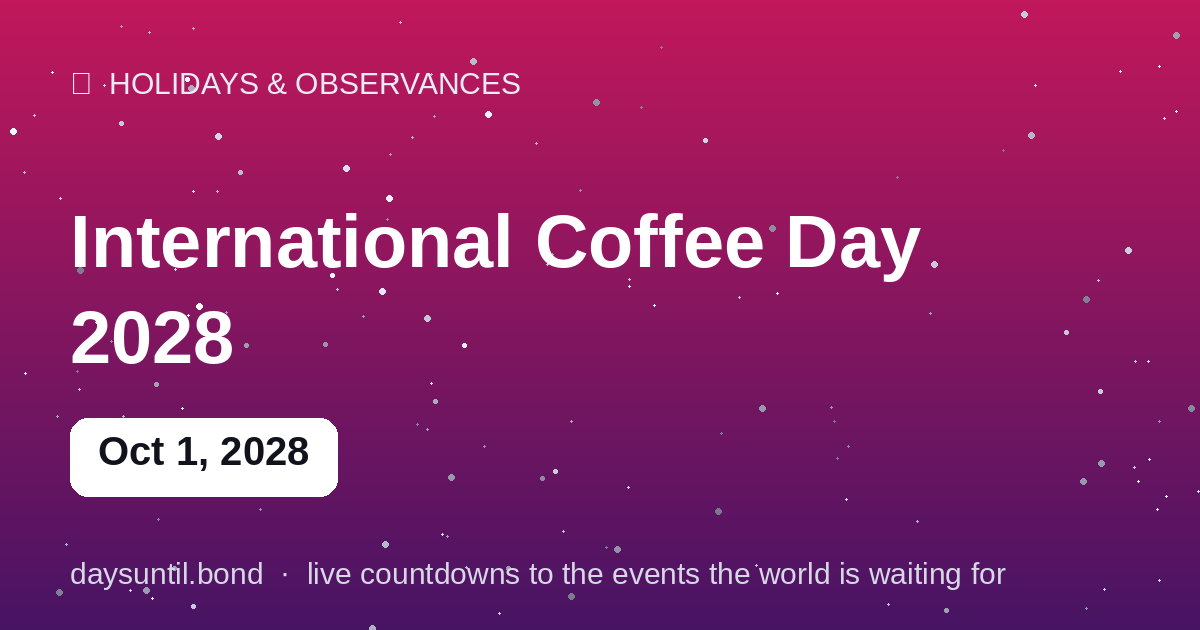 HOLIDAYS & OBSERVANCES
International Coffee Day
2028
Oct 1, 2028
daysuntil.bond · live countdowns to the events the world is waiting for